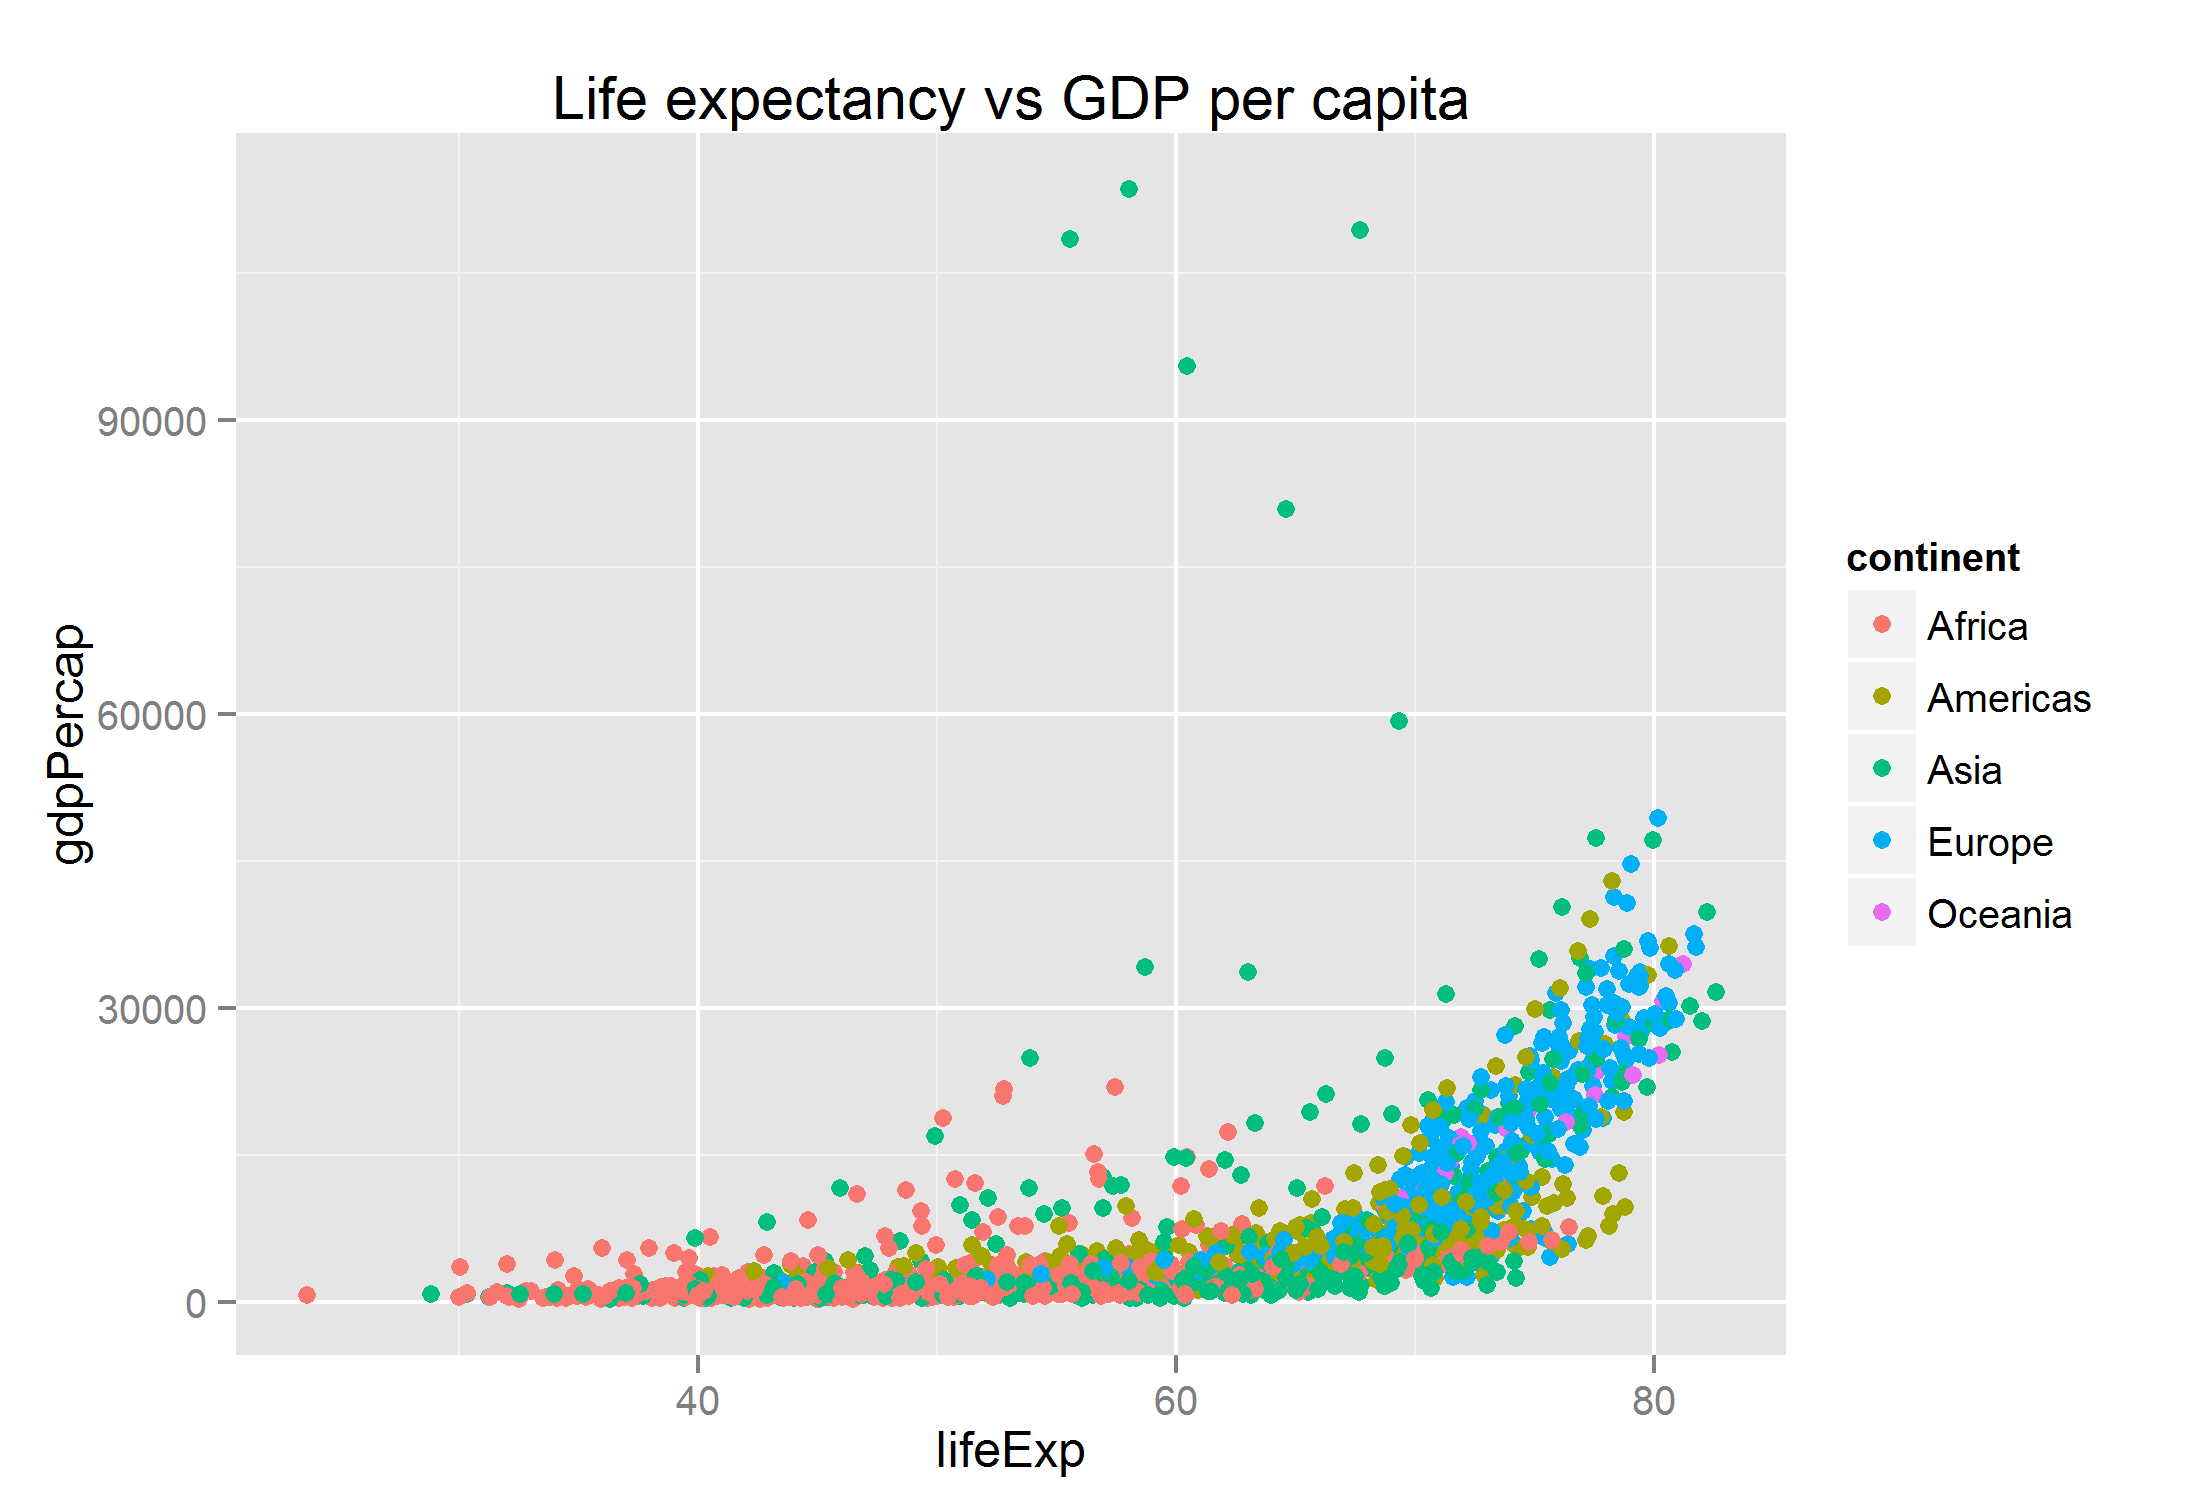 Life expectancy vs GDP per capita
gdpPercap
90000
60000
30000
0
40 60 80
lifeExp
continent
Africa
Americas
Asia
Europe
Oceania